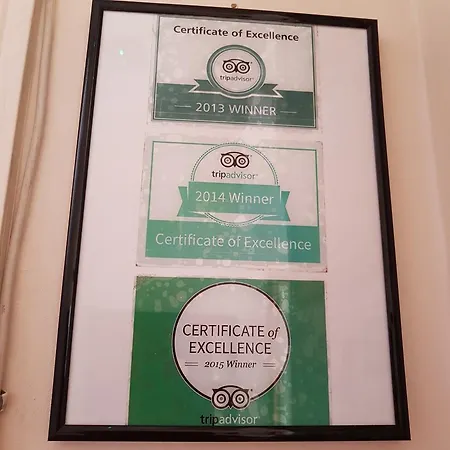 Certificate of Excellence
tripadvisor
2013 WINNER
tripadvisor
2014 Winner
Certificate of Excellence
CERTIFICATE of
EXCELLENCE
2015 Winner
tripadvisor